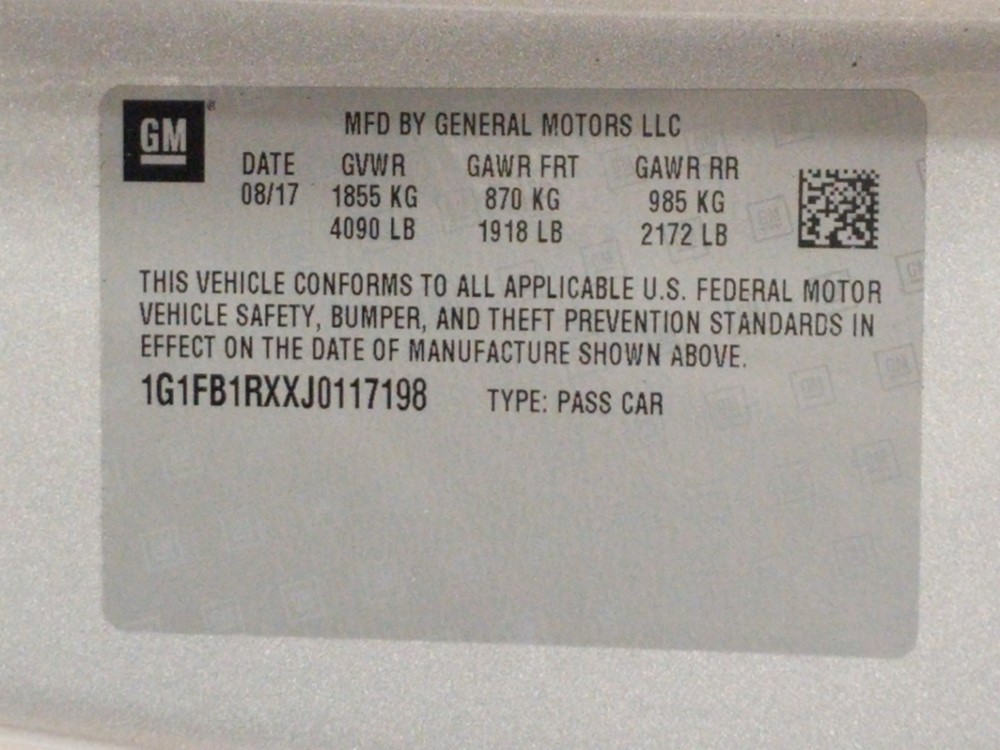 GM
MFD BY GENERAL MOTORS LLC
DATE GVWR GAWR FRT GAWR RR
08/17 1855 KG 870 KG 985 KG
4090 LB 1918 LB 2172 LB
THIS VEHICLE CONFORMS TO ALL APPLICABLE U.S. FEDERAL MOTOR
VEHICLE SAFETY, BUMPER, AND THEFT PREVENTION STANDARDS IN
EFFECT ON THE DATE OF MANUFACTURE SHOWN ABOVE.
1G1FB1RXXJ0117198 TYPE: PASS CAR